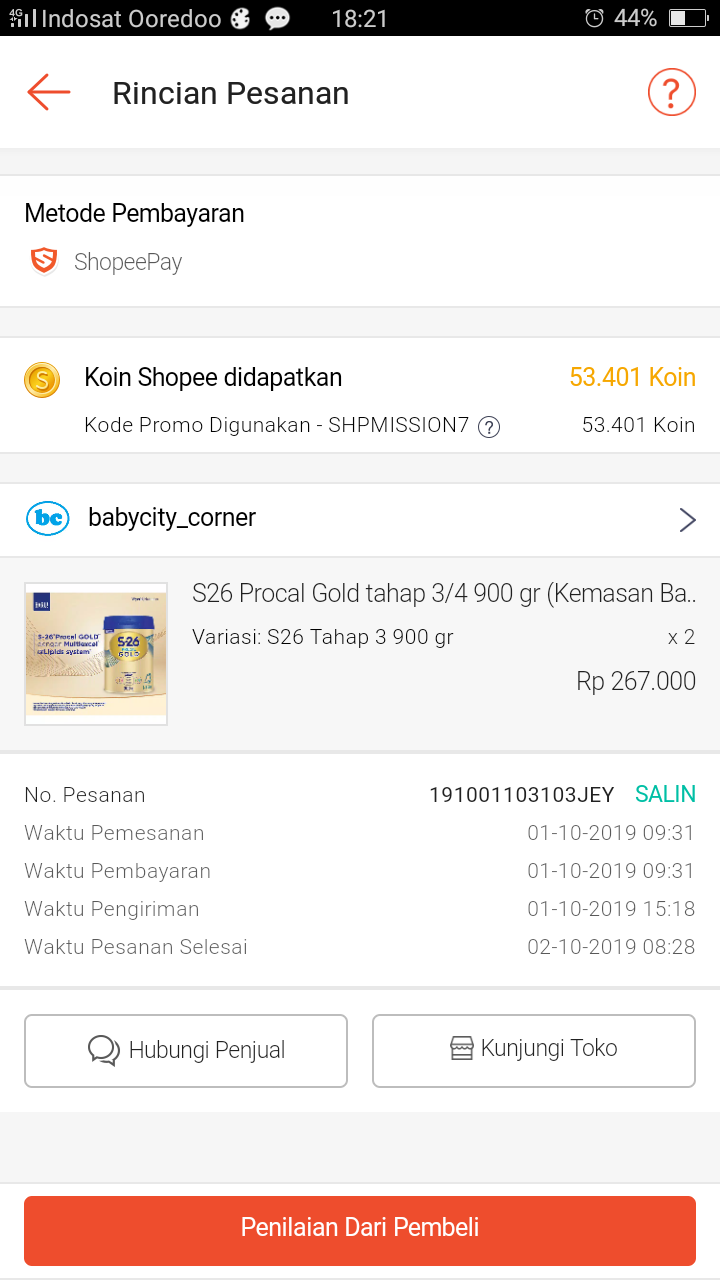 4G Indosat Ooredoo 18:21 44%
Rincian Pesanan ?
Metode Pembayaran
ShopeePay
Koin Shopee didapatkan 53.401 Koin
Kode Promo Digunakan - SHPMISSION7 ? 53.401 Koin
bc babycity_corner
S26 Procal Gold tahap 3/4 900 gr (Kemasan Ba..
S-26 Procal GOLD
S-26
GOLD
Variasi: S26 Tahap 3 900 gr x 2
Rp 267.000
No. Pesanan 191001103103JEY SALIN
Waktu Pemesanan 01-10-2019 09:31
Waktu Pembayaran 01-10-2019 09:31
Waktu Pengiriman 01-10-2019 15:18
Waktu Pesanan Selesai 02-10-2019 08:28
Hubungi Penjual Kunjungi Toko
Penilaian Dari Pembeli